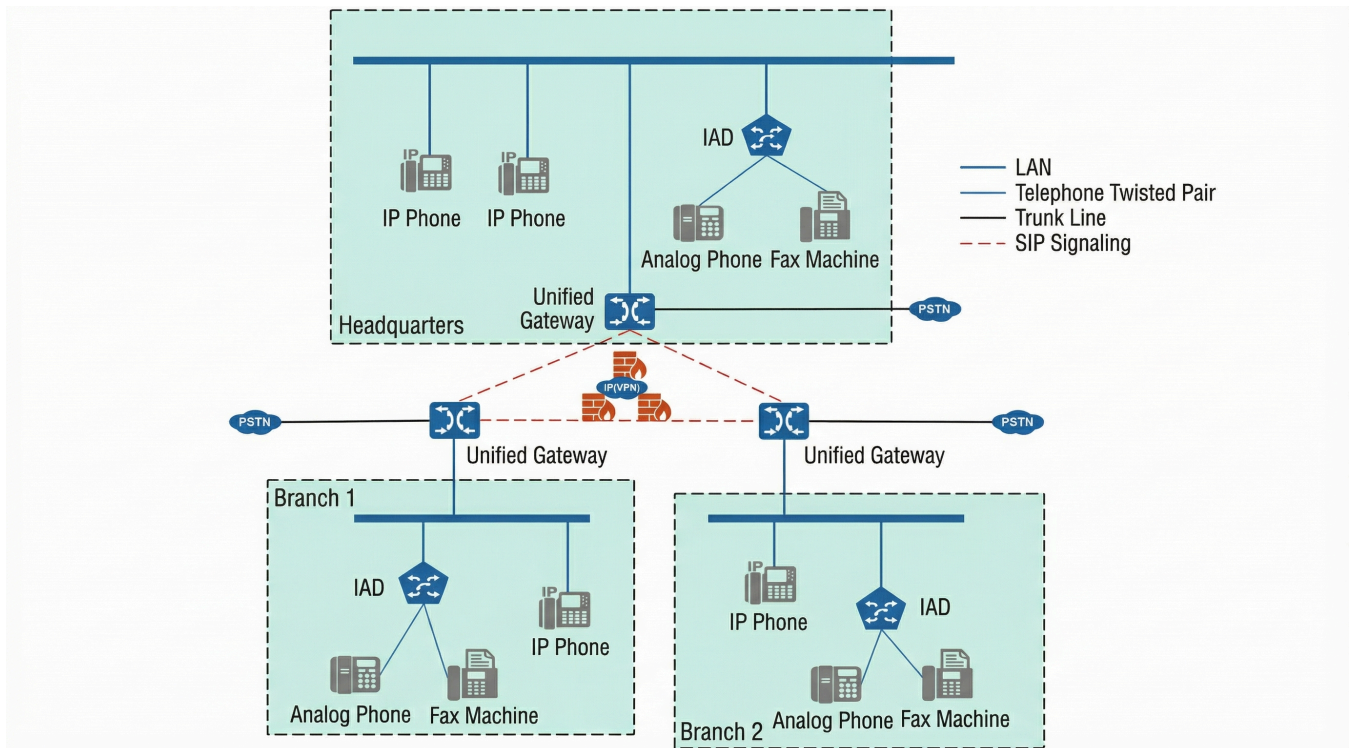 IAD
IP
IP Phone
IP
IP Phone
Analog Phone
Fax Machine
LAN
Telephone Twisted Pair
Trunk Line
SIP Signaling
Unified
Gateway
Headquarters
PSTN
IP(VPN)
PSTN
Unified Gateway
Unified Gateway
PSTN
Branch 1
IAD
IP
IP Phone
Analog Phone
Fax Machine
IP
IP Phone
IAD
Analog Phone
Fax Machine
Branch 2